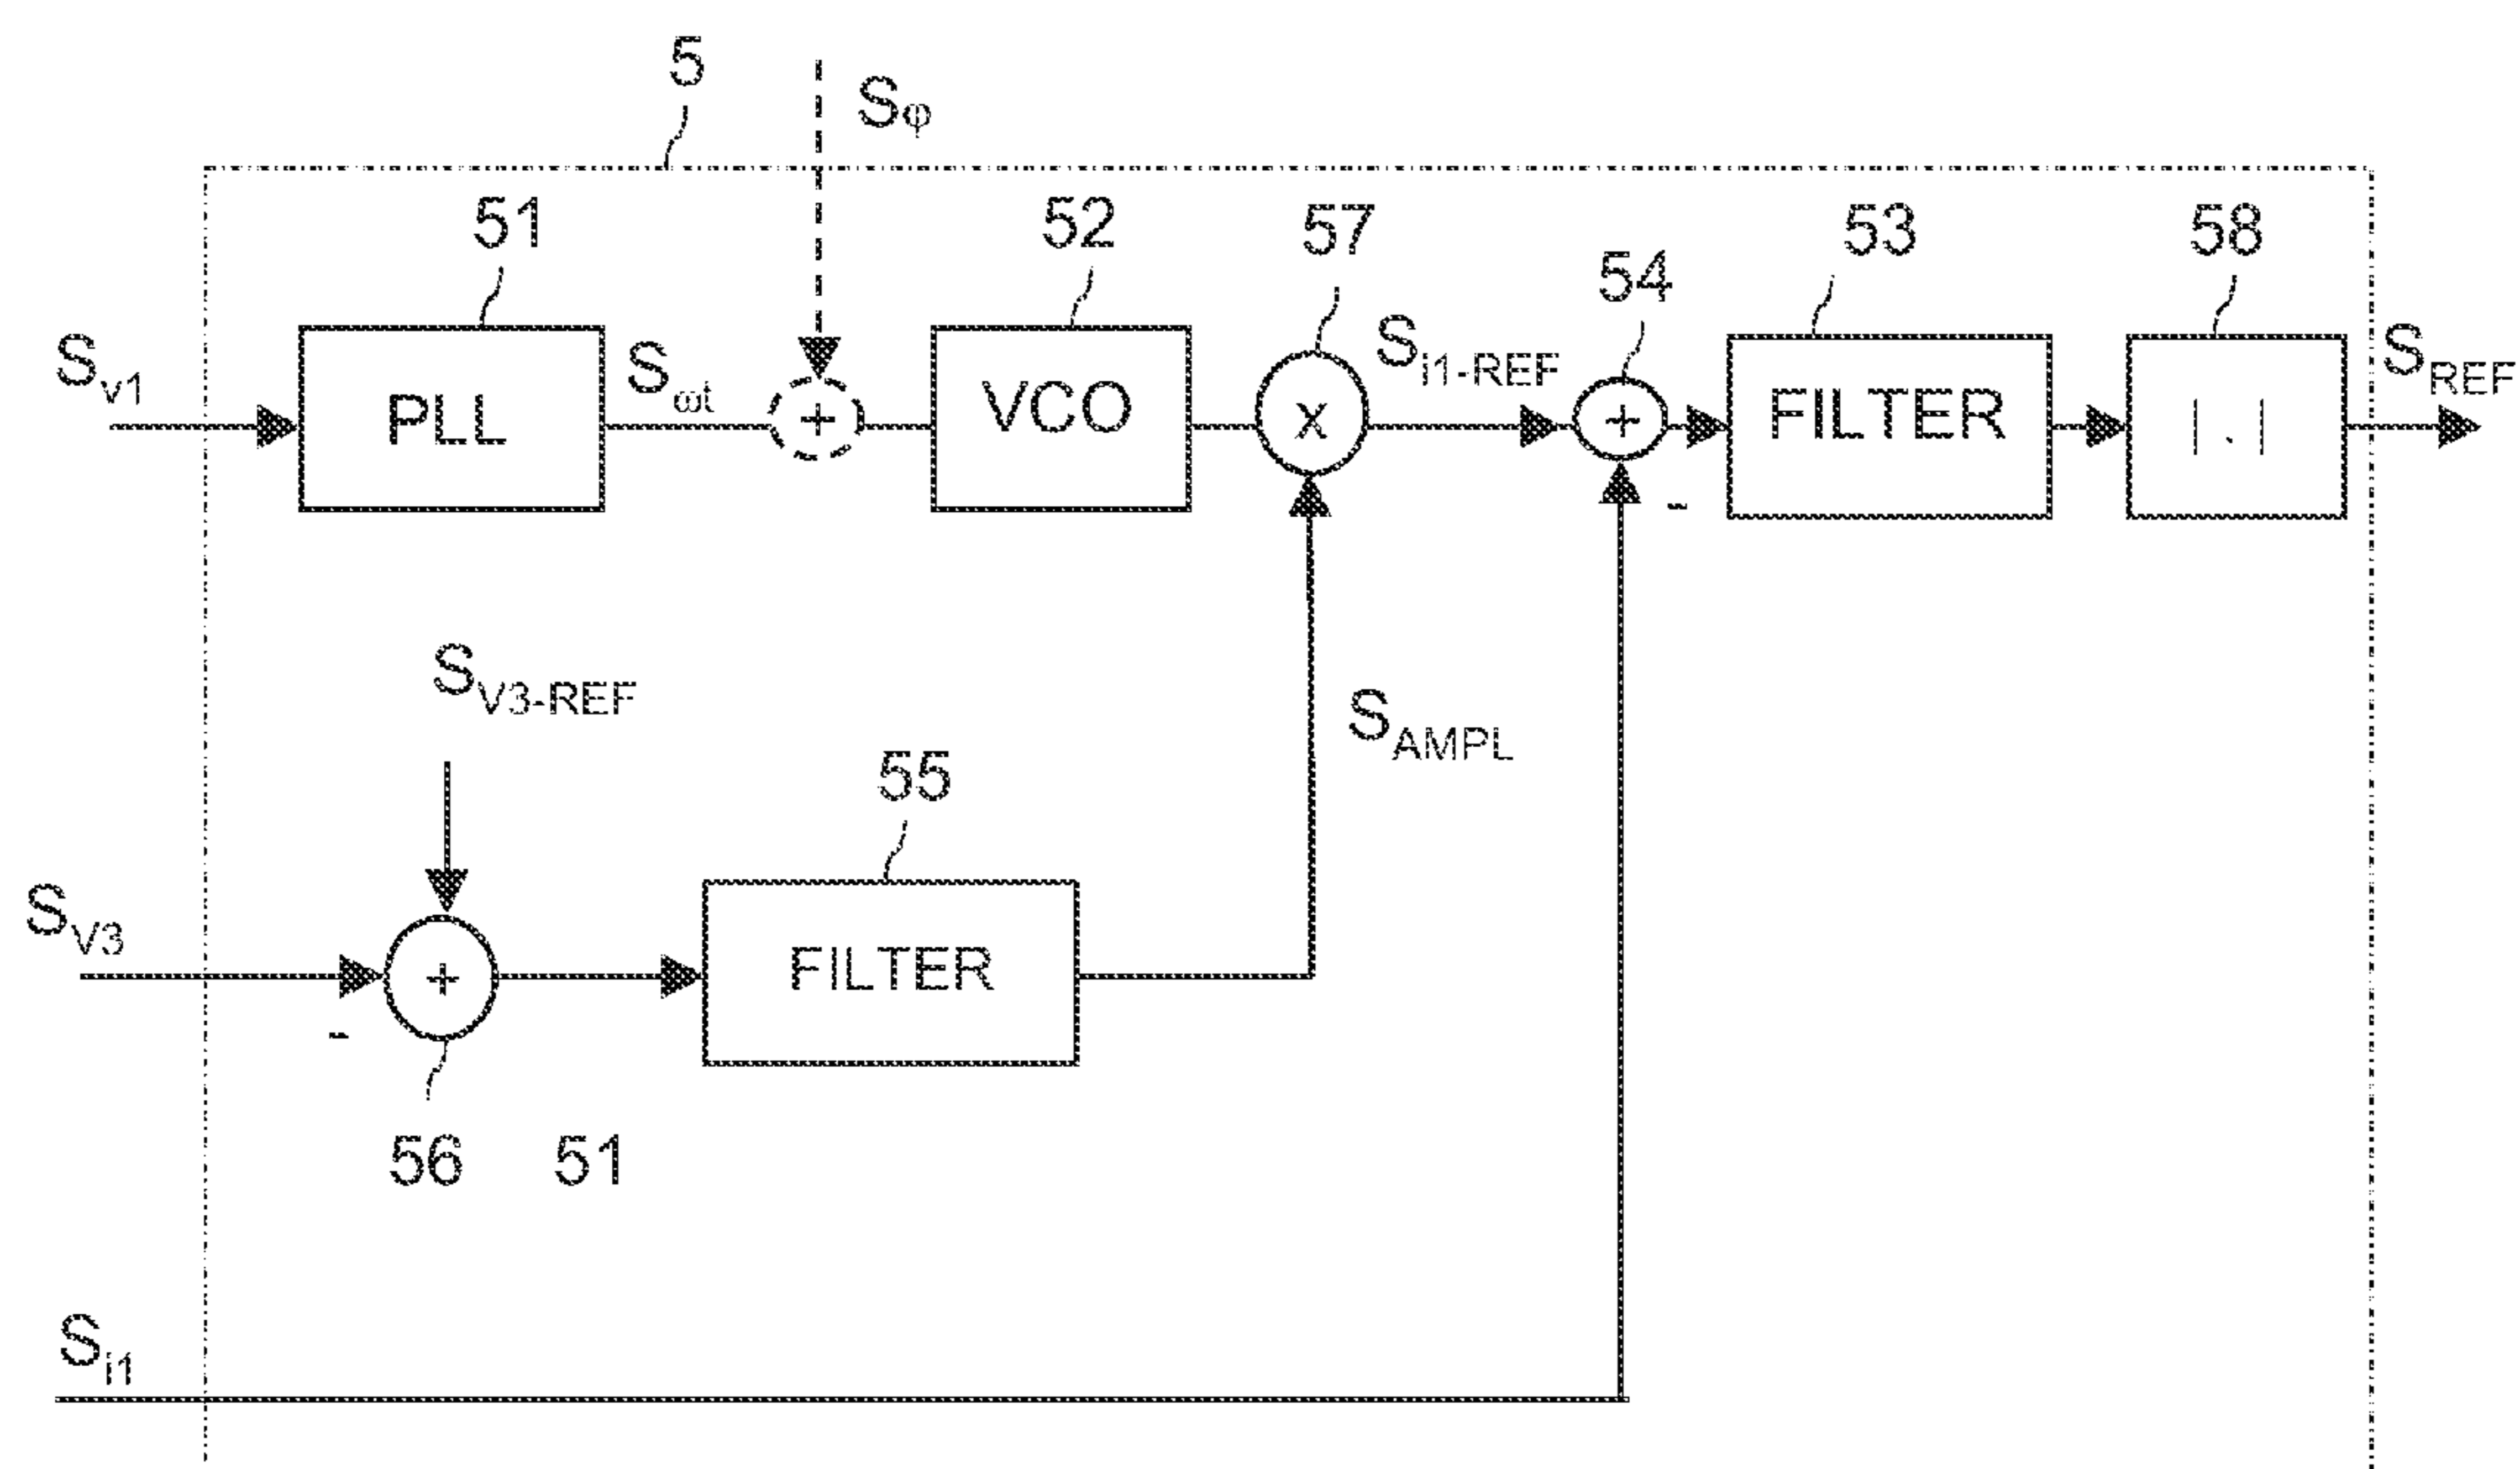 5
Sφ
51
52
57
54
53
58
Sv1
PLL
Sωt
+
VCO
x
Si1-REF
+
FILTER
|.|
SREF
-
SV3-REF
SAMPL
55
SV3
+
FILTER
-
56
51
Si1